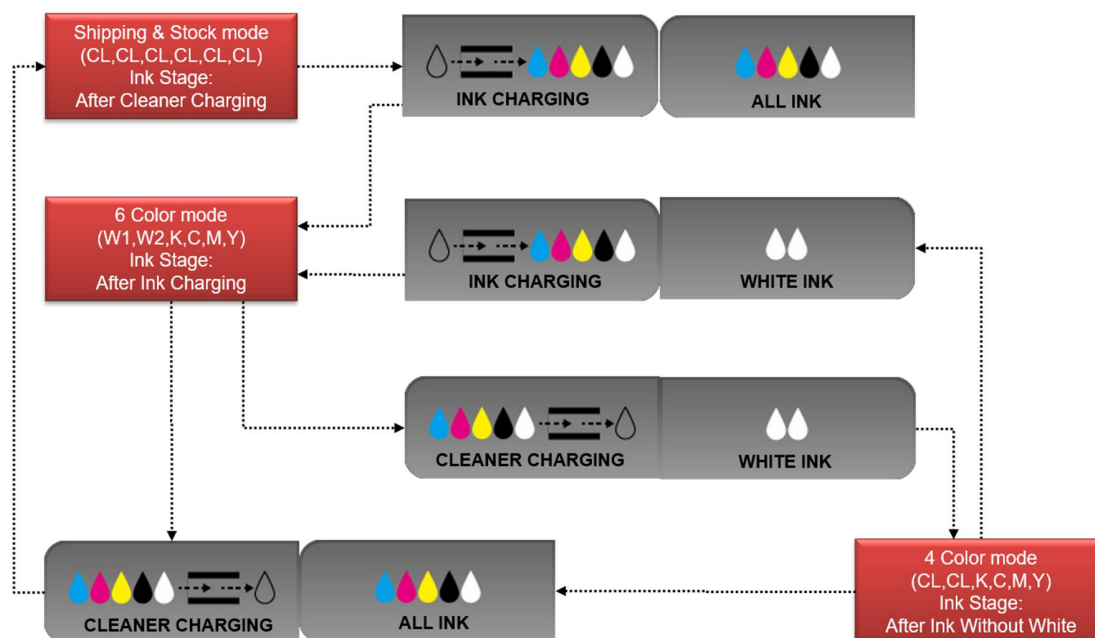 Shipping & Stock mode
(CL,CL,CL,CL,CL,CL)
Ink Stage:
After Cleaner Charging
INK CHARGING
ALL INK
6 Color mode
(W1,W2,K,C,M,Y)
Ink Stage:
After Ink Charging
INK CHARGING
WHITE INK
CLEANER CHARGING
WHITE INK
CLEANER CHARGING
ALL INK
4 Color mode
(CL,CL,K,C,M,Y)
Ink Stage:
After Ink Without White